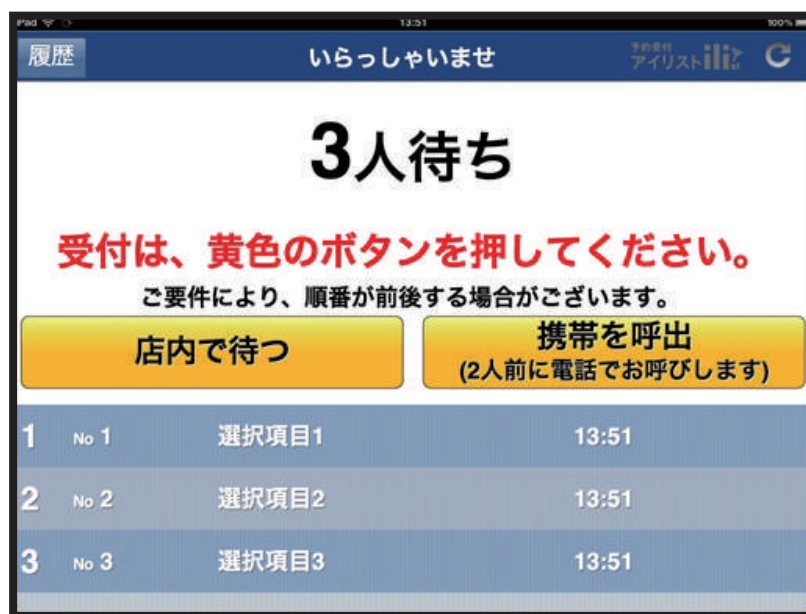 iPad
13:51
100%
履歴
いらっしゃいませ
予約受付
アイリスト
3人待ち
受付は、黄色のボタンを押してください。
ご要件により、順番が前後する場合がございます。
店内で待つ
携帯を呼出
(2人前に電話でお呼びします)
1 No 1 選択項目1 13:51
2 No 2 選択項目2 13:51
3 No 3 選択項目3 13:51